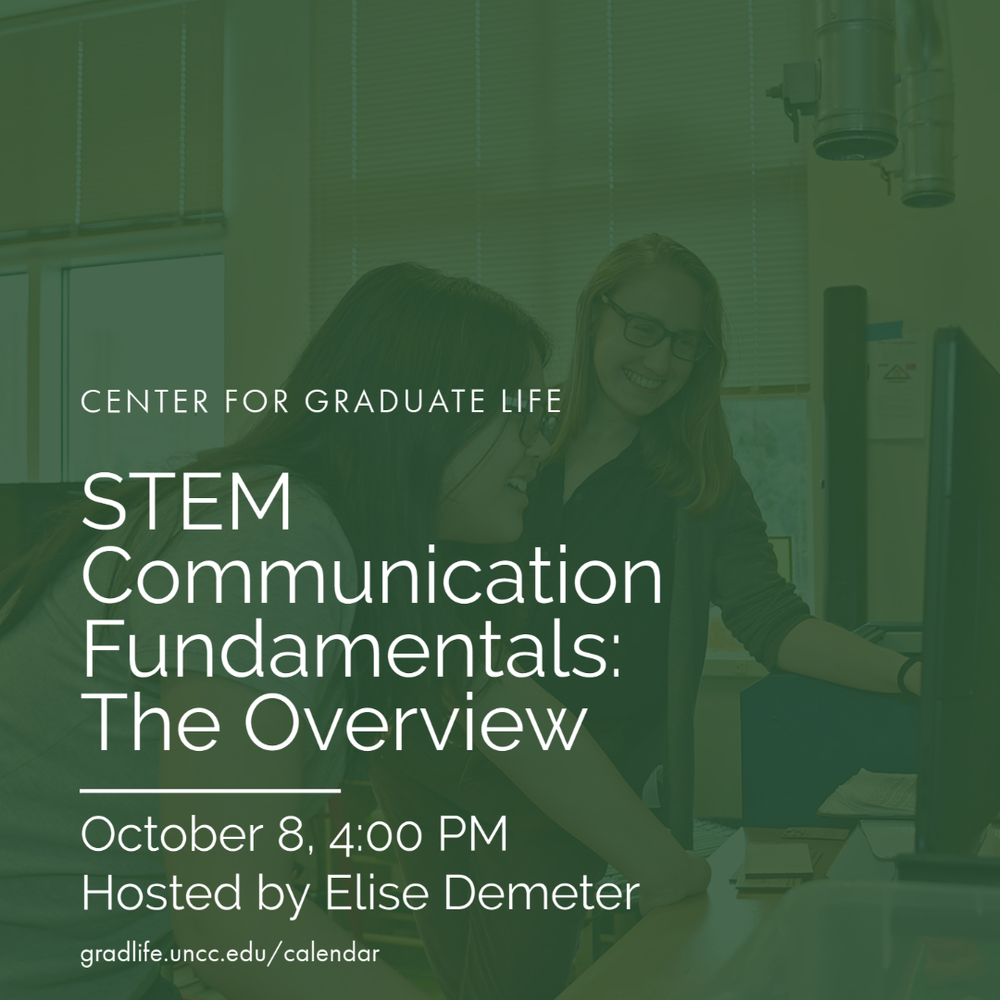 CENTER FOR GRADUATE LIFE
STEM
Communication
Fundamentals:
The Overview
October 8, 4:00 PM
Hosted by Elise Demeter
gradlife.uncc.edu/calendar